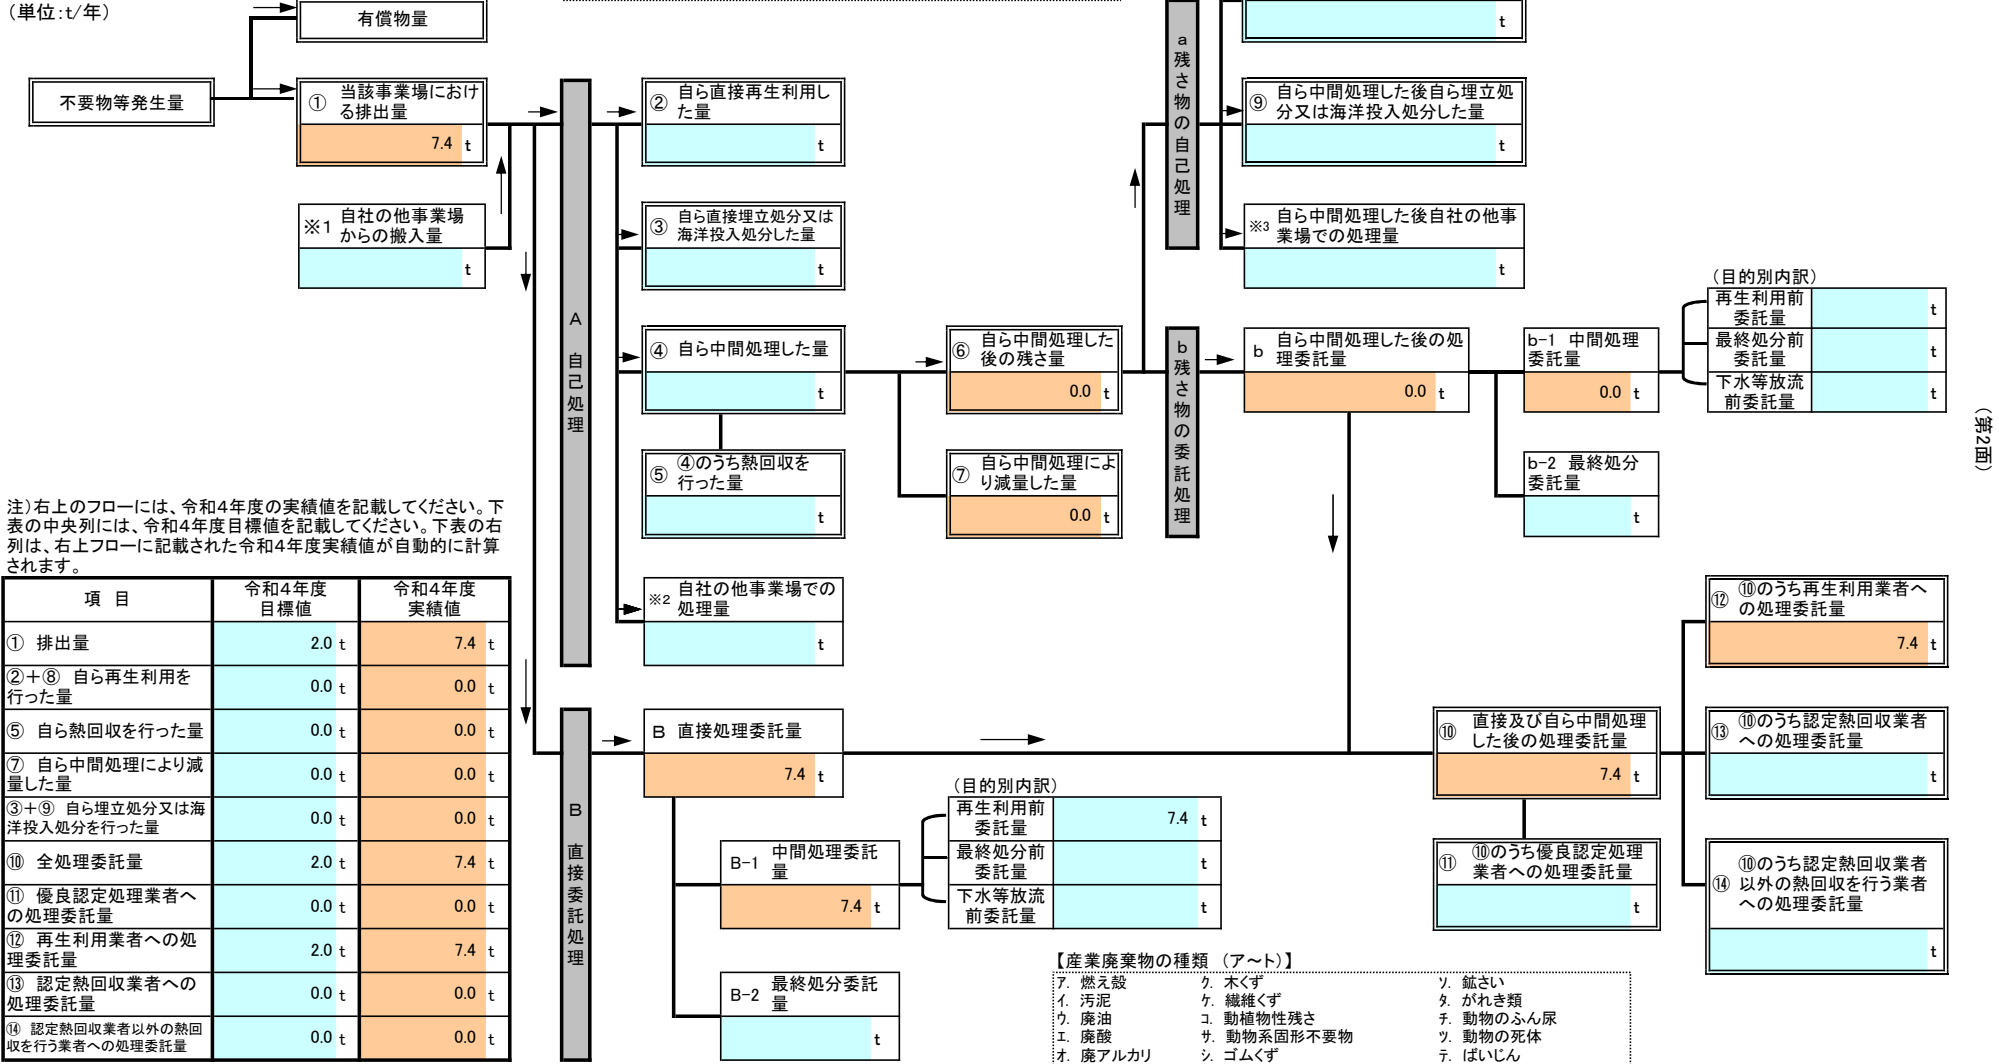 (単位:t/年)
有償物量
不要物等発生量
① 当該事業場におけ
る排出量
7.4 t
※1 自社の他事業場
からの搬入量
t
A 自己処理
② 自ら直接再生利用し
た量
t
③ 自ら直接埋立処分又は
海洋投入処分した量
t
④ 自ら中間処理した量
t
⑤ ④のうち熱回収を
行った量
t
※2 自社の他事業場での
処理量
t
⑥ 自ら中間処理した
後の残さ量
0.0 t
⑦ 自ら中間処理によ
り減量した量
0.0 t
a 残さ物の自己処理
t
⑨ 自ら中間処理した後自ら埋立処
分又は海洋投入処分した量
t
※3 自ら中間処理した後自社の他事
業場での処理量
t
b 残さ物の委託処理
b 自ら中間処理した後の処
理委託量
0.0 t
b-1 中間処理
委託量
0.0 t
b-2 最終処分
委託量
t
(目的別内訳)
再生利用前
委託量 t
最終処分前
委託量 t
下水等放流
前委託量 t
(第2面)
注)右上のフローには、令和4年度の実績値を記載してください。下
表の中央列には、令和4年度目標値を記載してください。下表の右
列は、右上フローに記載された令和4年度実績値が自動的に計算
されます。
項 目 令和4年度
目標値 令和4年度
実績値
① 排出量 2.0 t 7.4 t
②+⑧ 自ら再生利用を
行った量 0.0 t 0.0 t
⑤ 自ら熱回収を行った量 0.0 t 0.0 t
⑦ 自ら中間処理により減
量した量 0.0 t 0.0 t
③+⑨ 自ら埋立処分又は海
洋投入処分を行った量 0.0 t 0.0 t
⑩ 全処理委託量 2.0 t 7.4 t
⑪ 優良認定処理業者へ
の処理委託量 0.0 t 0.0 t
⑫ 再生利用業者への処
理委託量 2.0 t 7.4 t
⑬ 認定熱回収業者への
処理委託量 0.0 t 0.0 t
⑭ 認定熱回収業者以外の熱回
収を行う業者への処理委託量 0.0 t 0.0 t
B 直接委託処理
B 直接処理委託量
7.4 t
B-1 中間処理委託
量
7.4 t
B-2 最終処分委託
量
t
(目的別内訳)
再生利用前
委託量 7.4 t
最終処分前
委託量 t
下水等放流
前委託量 t
⑩ 直接及び自ら中間処理
した後の処理委託量
7.4 t
⑪ ⑩のうち優良認定処理
業者への処理委託量
t
⑫ ⑩のうち再生利用業者へ
の処理委託量
7.4 t
⑬ ⑩のうち認定熱回収業者
への処理委託量
t
⑭ ⑩のうち認定熱回収業者
以外の熱回収を行う業者
への処理委託量
t
【産業廃棄物の種類 (ア~ト)】
ア. 燃え殻 ク. 木くず ソ. 鉱さい
イ. 汚泥 ケ. 繊維くず タ. がれき類
ウ. 廃油 コ. 動植物性残さ チ. 動物のふん尿
エ. 廃酸 サ. 動物系固形不要物 ツ. 動物の死体
オ. 廃アルカリ シ. ゴムくず テ. ばいじん